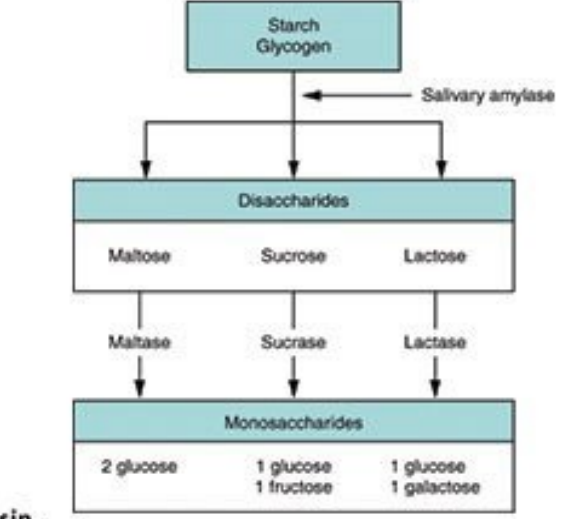 Starch
Glycogen
Salivary amylase
Disaccharides
Maltose Sucrose Lactose
Maltase Sucrase Lactase
Monosaccharides
2 glucose 1 glucose 1 glucose
1 fructose 1 galactose